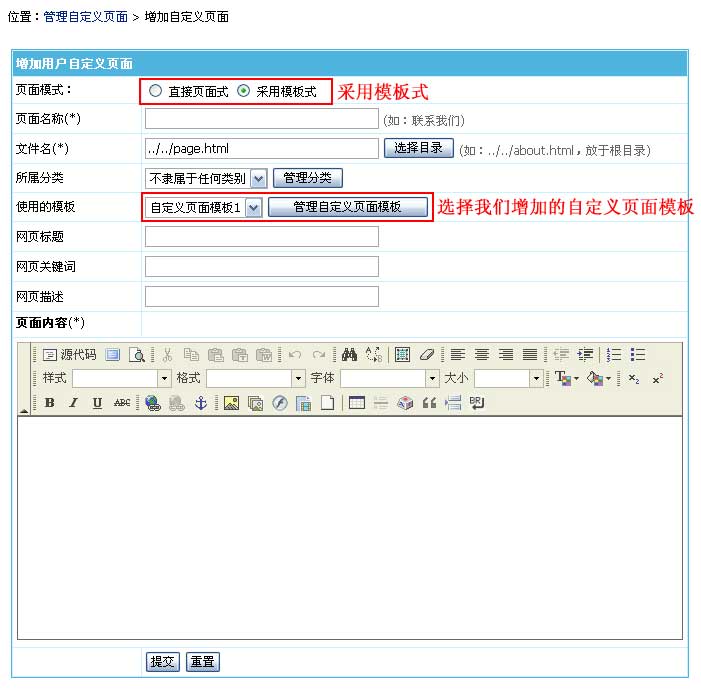 位置：管理自定义页面 > 增加自定义页面
增加用户自定义页面
页面模式： 直接页面式 采用模板式 采用模板式
页面名称(*) (如：联系我们)
文件名(*) ../../page.html 选择目录 (如：../../about.html，放于根目录)
所属分类 不隶属于任何类别 管理分类
使用的模板 自定义页面模板1 管理自定义页面模板 选择我们增加的自定义页面模板
网页标题
网页关键词
网页描述
页面内容(*)
源代码
样式 格式 字体 大小
B I U ABC BR
提交 重置